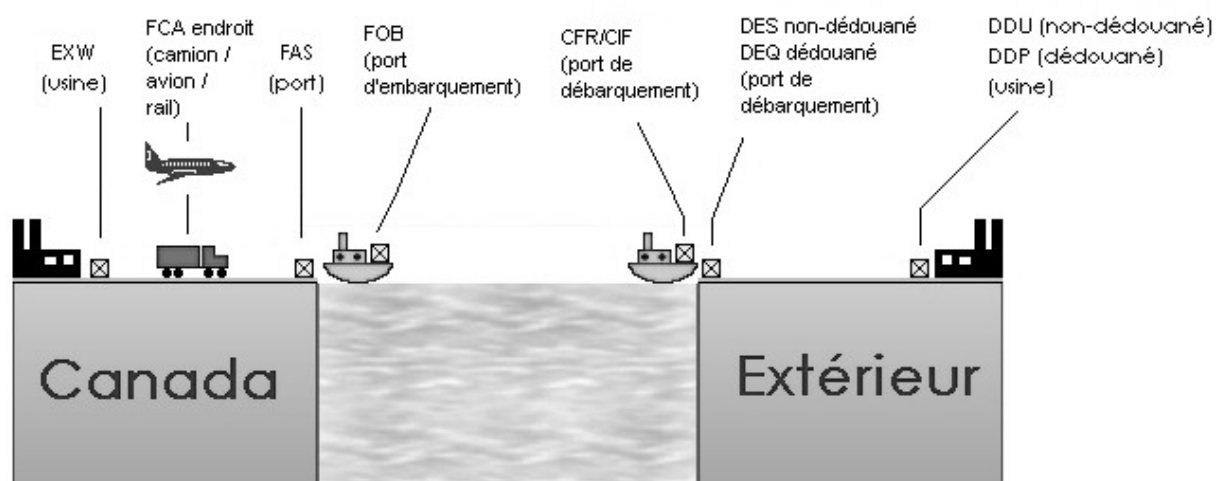 EXW
(usine)
FCA endroit
(camion /
avion /
rail)
FAS
(port)
FOB
(port
d'embarquement)
CFR/CIF
(port de
débarquement)
DES non-dédouané
DEQ dédouané
(port de
débarquement)
DDU (non-dédouané)
DDP (dédouané)
(usine)
Canada
Extérieur